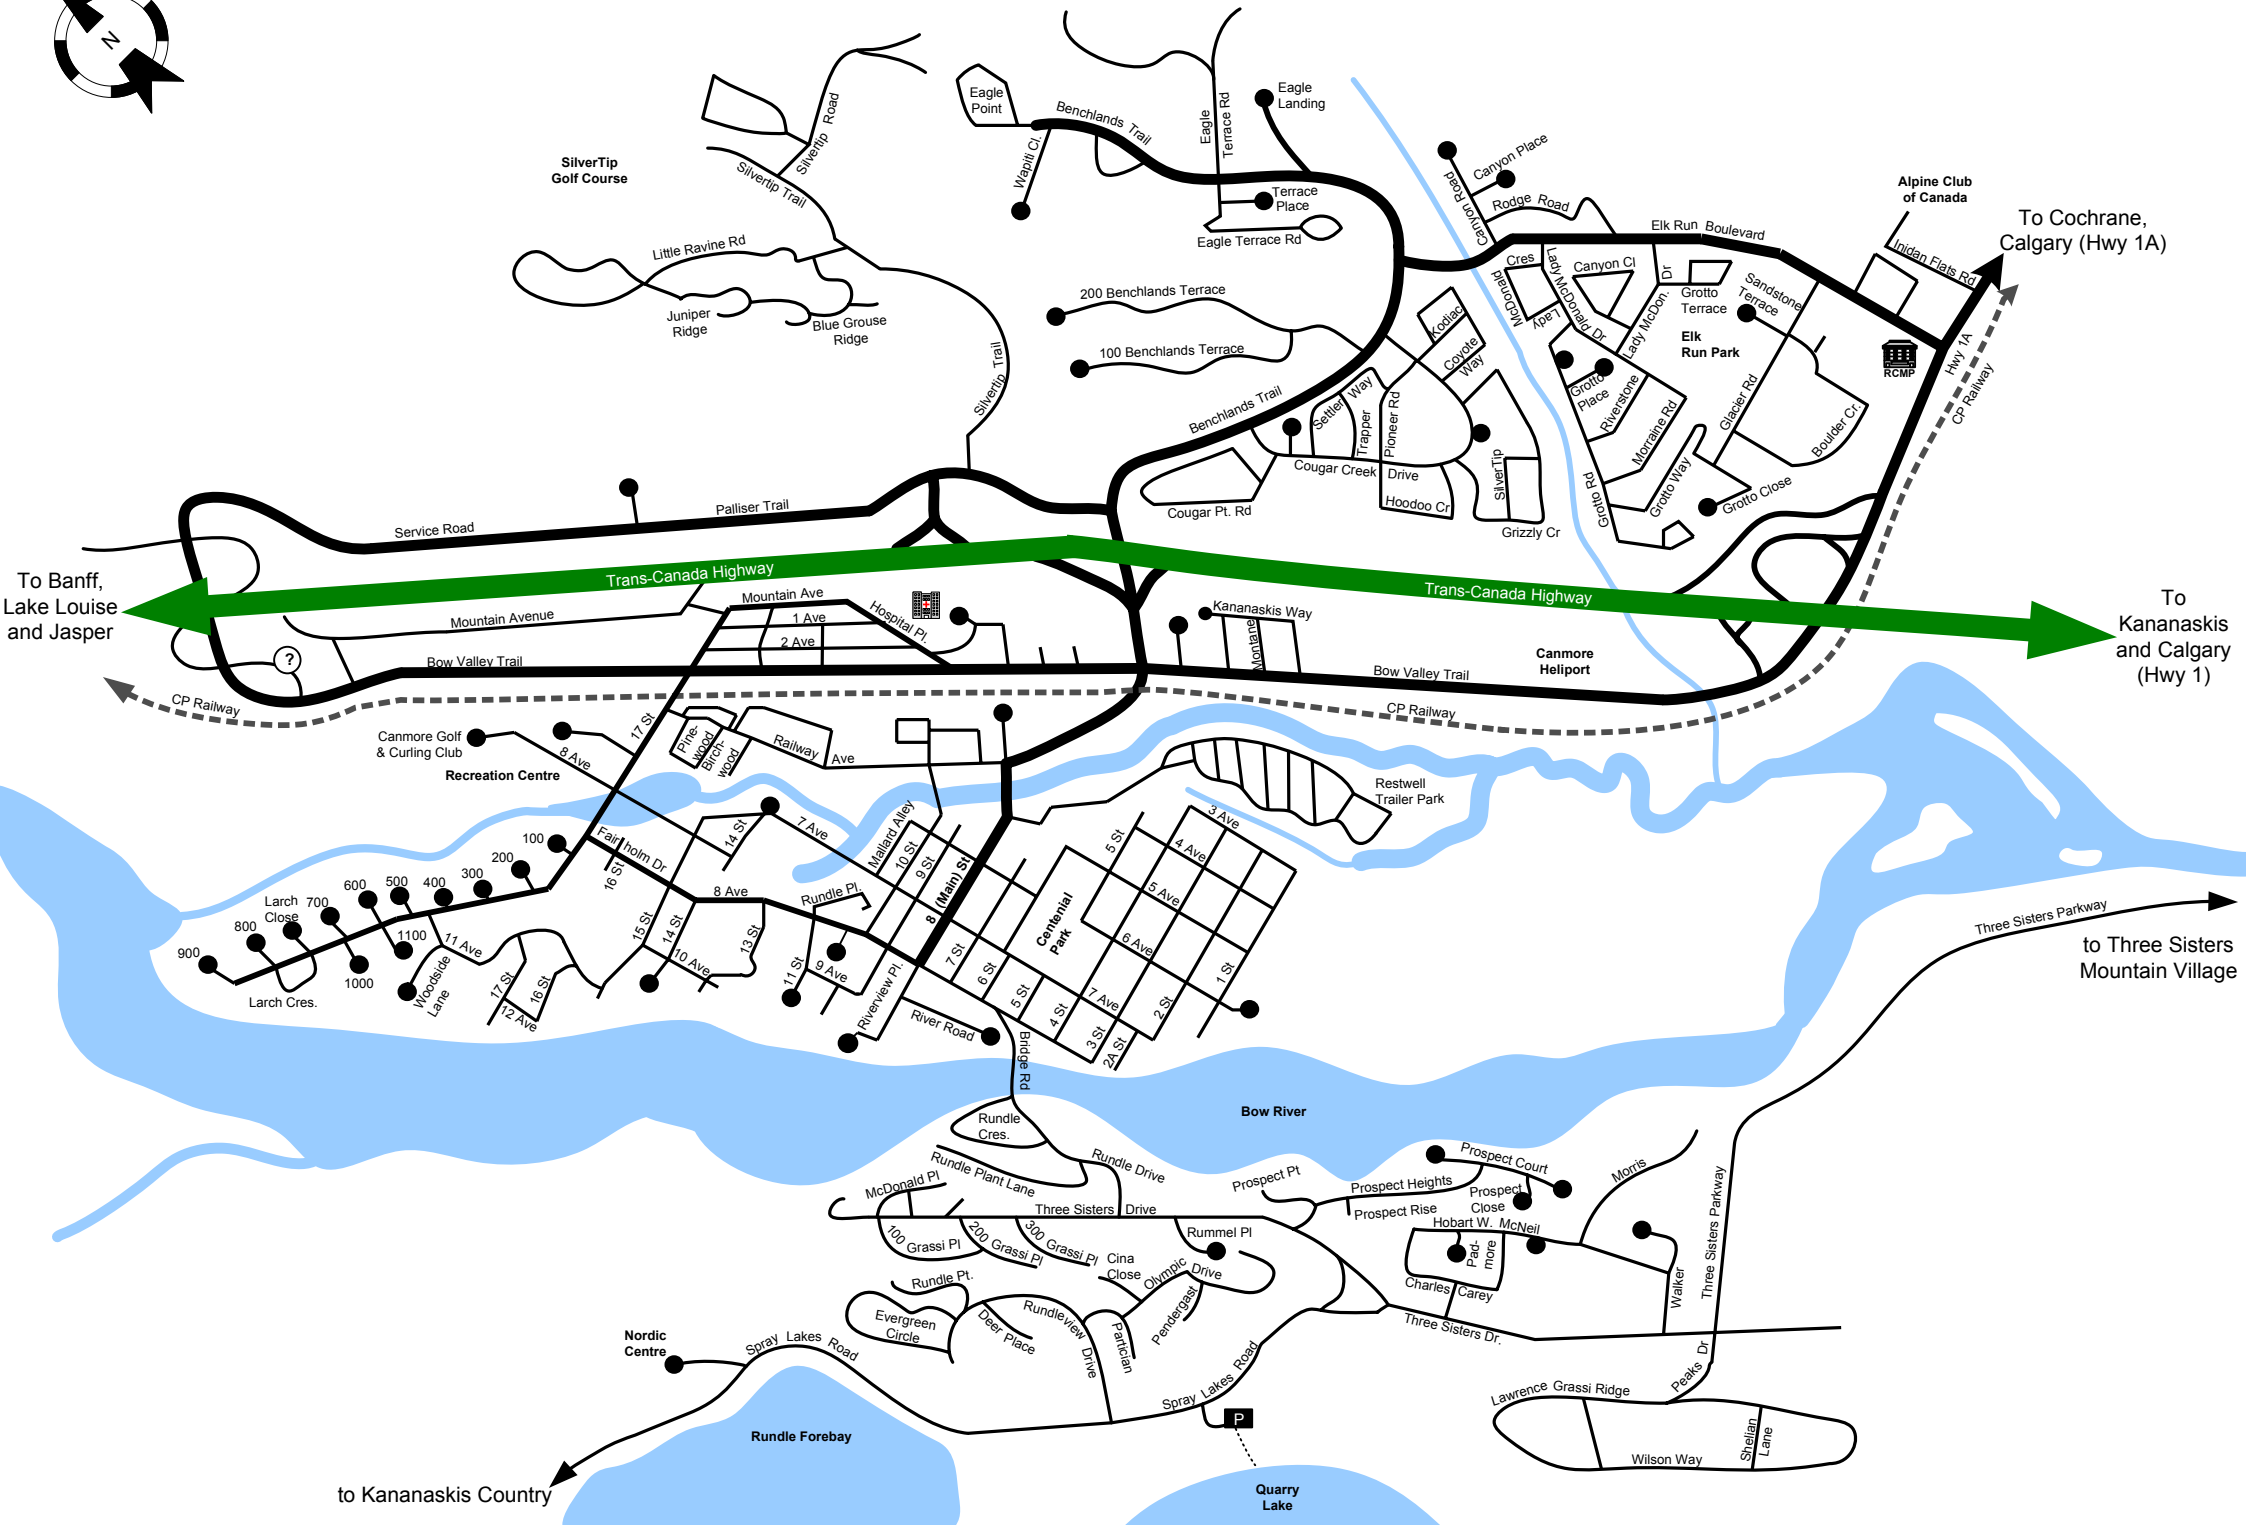 N
Eagle
Point
Benchlands Trail
Wapiti Cl.
Eagle
Terrace Rd
Eagle
Landing
Terrace
Place
Eagle Terrace Rd
Silvertip Road
SilverTip
Golf Course
Silvertip Trail
Little Ravine Rd
Juniper
Ridge
Blue Grouse
Ridge
Silvertip Trail
200 Benchlands Terrace
100 Benchlands Terrace
Benchlands Trail
Canyon Road
Canyon Place
Rodge Road
Elk Run Boulevard
Alpine Club
of Canada
Inidan Flats Rd
To Cochrane,
Calgary (Hwy 1A)
Cres
McDonald
Lady
Lady McDonald Dr
Canyon Cl
Dr
Lady McDon.
Grotto
Terrace
Sandstone
Terrace
Elk
Run Park
RCMP
Hwy 1A
CP Railway
Kodiac
Coyote
Way
Settler
Way
Trapper
Pioneer Rd
Cougar Creek Drive
Hoodoo Cr
SilverTip
Grizzly Cr
Cougar Pt. Rd
Grotto
Place
Riverstone
Morraine Rd
Glacier Rd
Boulder Cr.
Grotto Way
Grotto Rd
Grotto Close
Service Road
Palliser Trail
To Banff,
Lake Louise
and Jasper
Trans-Canada Highway
Trans-Canada Highway
To
Kananaskis
and Calgary
(Hwy 1)
Mountain Avenue
Mountain Ave
1 Ave
2 Ave
Hospital Pl.
?
Bow Valley Trail
Kananaskis Way
Montane
Bow Valley Trail
Canmore
Heliport
CP Railway
CP Railway
Canmore Golf
& Curling Club
Recreation Centre
8 Ave
17 St
Pine-
wood
Birch-
wood
Railway Ave
Restwell
Trailer Park
Fairholm Dr
16 St
14 St
7 Ave
Mallard Alley
10 St
9 St
8 (Main) St
8 Ave
Rundle Pl.
15 St
14 St
13 St
10 Ave
11 St
9 Ave
Riverview Pl.
River Road
Bridge Rd
100
200
300
400
500
600
700
Larch
Close
800
900
1000
1100
Larch Cres.
11 Ave
Woodside
Lane
17 St
16 St
12 Ave
3 Ave
4 Ave
5 Ave
6 Ave
7 Ave
5 St
Centenial
Park
7 St
6 St
5 St
4 St
3 St
2A St
2 St
1 St
Three Sisters Parkway
to Three Sisters
Mountain Village
Bow River
Rundle
Cres.
Rundle Plant Lane
Rundle Drive
McDonald Pl
Three Sisters Drive
100 Grassi Pl
200 Grassi Pl
300 Grassi Pl
Rummel Pl
Cina
Close
Olympic Drive
Pendergast
Partician
Rundle Pt.
Evergreen
Circle
Deer Place
Rundleview Drive
Prospect Pt
Prospect Heights
Prospect Rise
Prospect Court
Prospect
Close
Hobart W. McNeil
Pad-
more
Charles Carey
Morris
Walker
Three Sisters Parkway
Three Sisters Dr.
Peaks Dr
Lawrence Grassi Ridge
Shelian
Lane
Wilson Way
Nordic
Centre
Spray Lakes Road
Spray Lakes Road
P
Rundle Forebay
Quarry
Lake
to Kananaskis Country